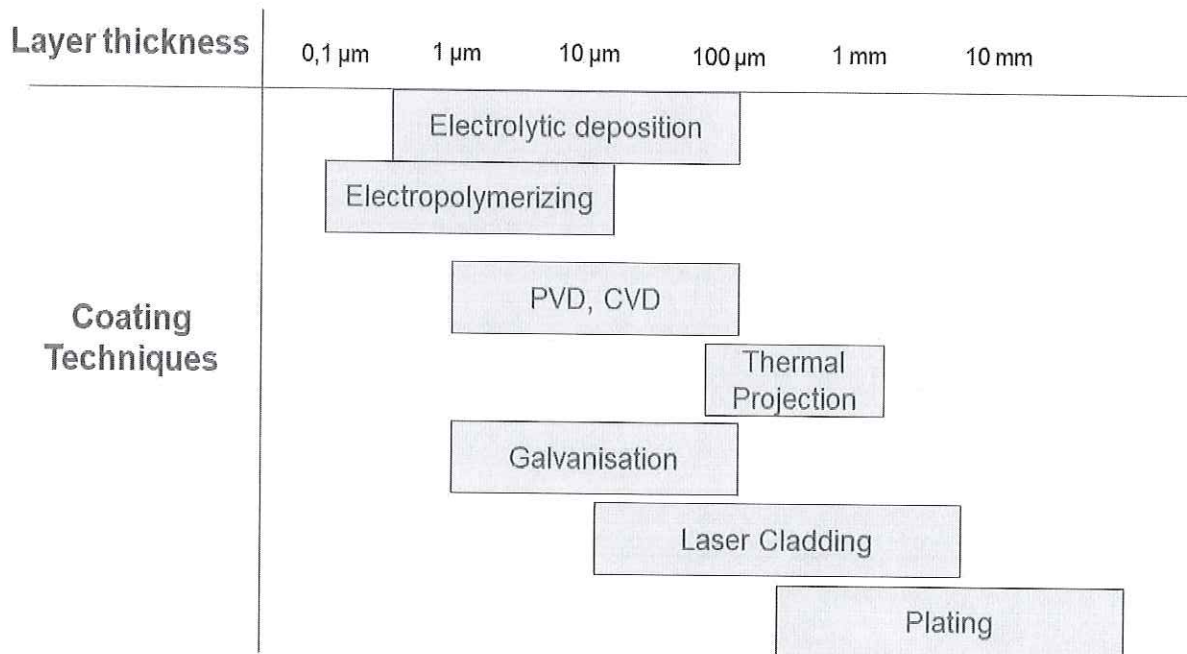 Layer thickness
0,1 µm 1 µm 10 µm 100 µm 1 mm 10 mm
Electrolytic deposition
Electropolymerizing
PVD, CVD
Coating
Techniques
Thermal
Projection
Galvanisation
Laser Cladding
Plating